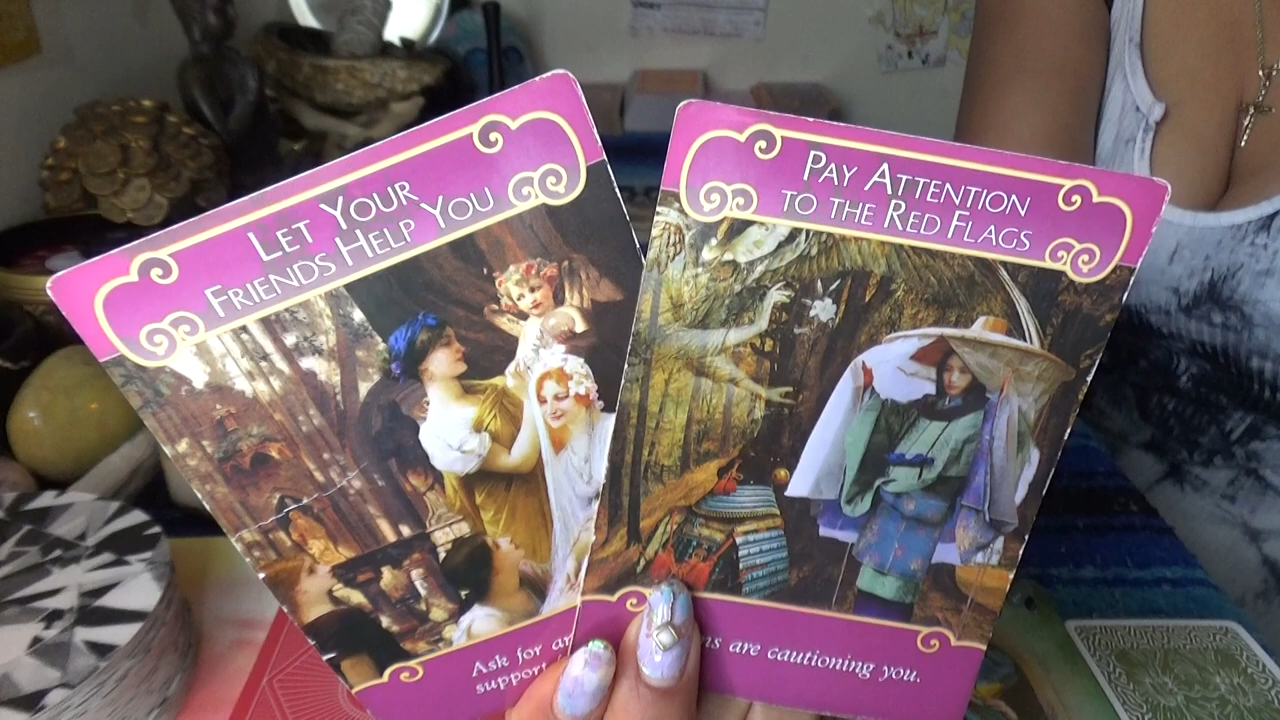 LET YOUR
FRIENDS HELP YOU
Ask for
support
PAY ATTENTION
TO THE RED FLAGS
are cautioning you.